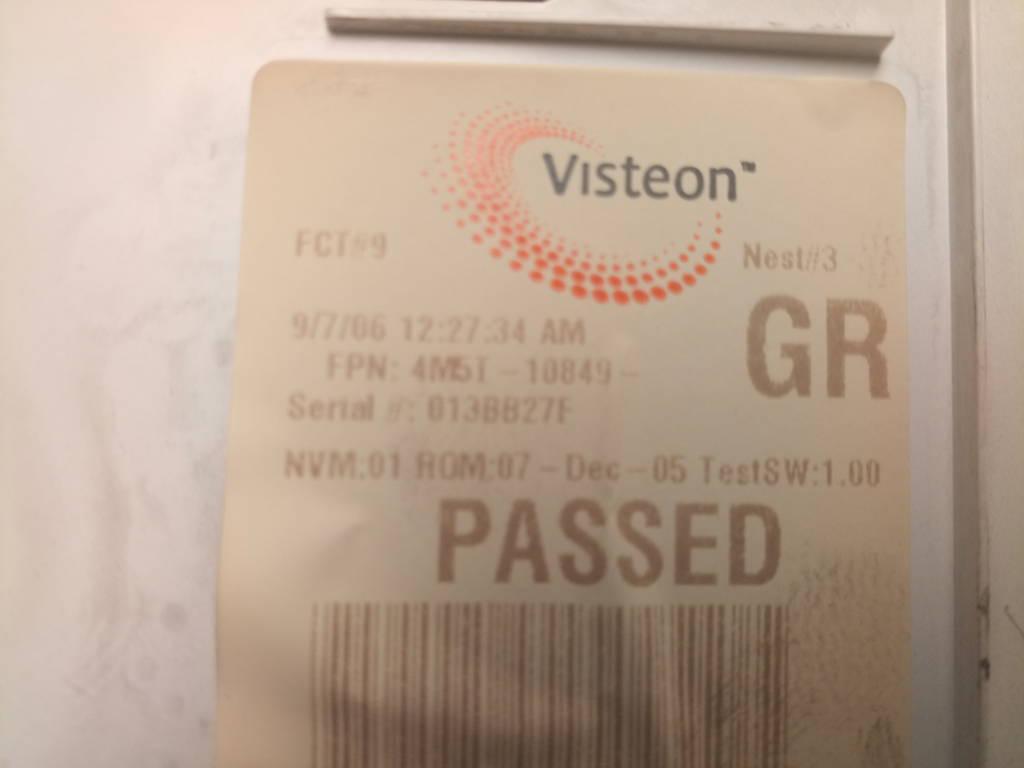 Visteon™
FCT#9
Nest#3
9/7/06 12:27:34 AM
GR
FPN: 4M5T-10849-
Serial #: 013BB27F
NVM:01 ROM:07-Dec-05 TestSW:1.00
PASSED